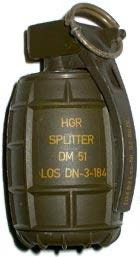 HGR
SPLITTER
DM 51
LOS DN-3-184